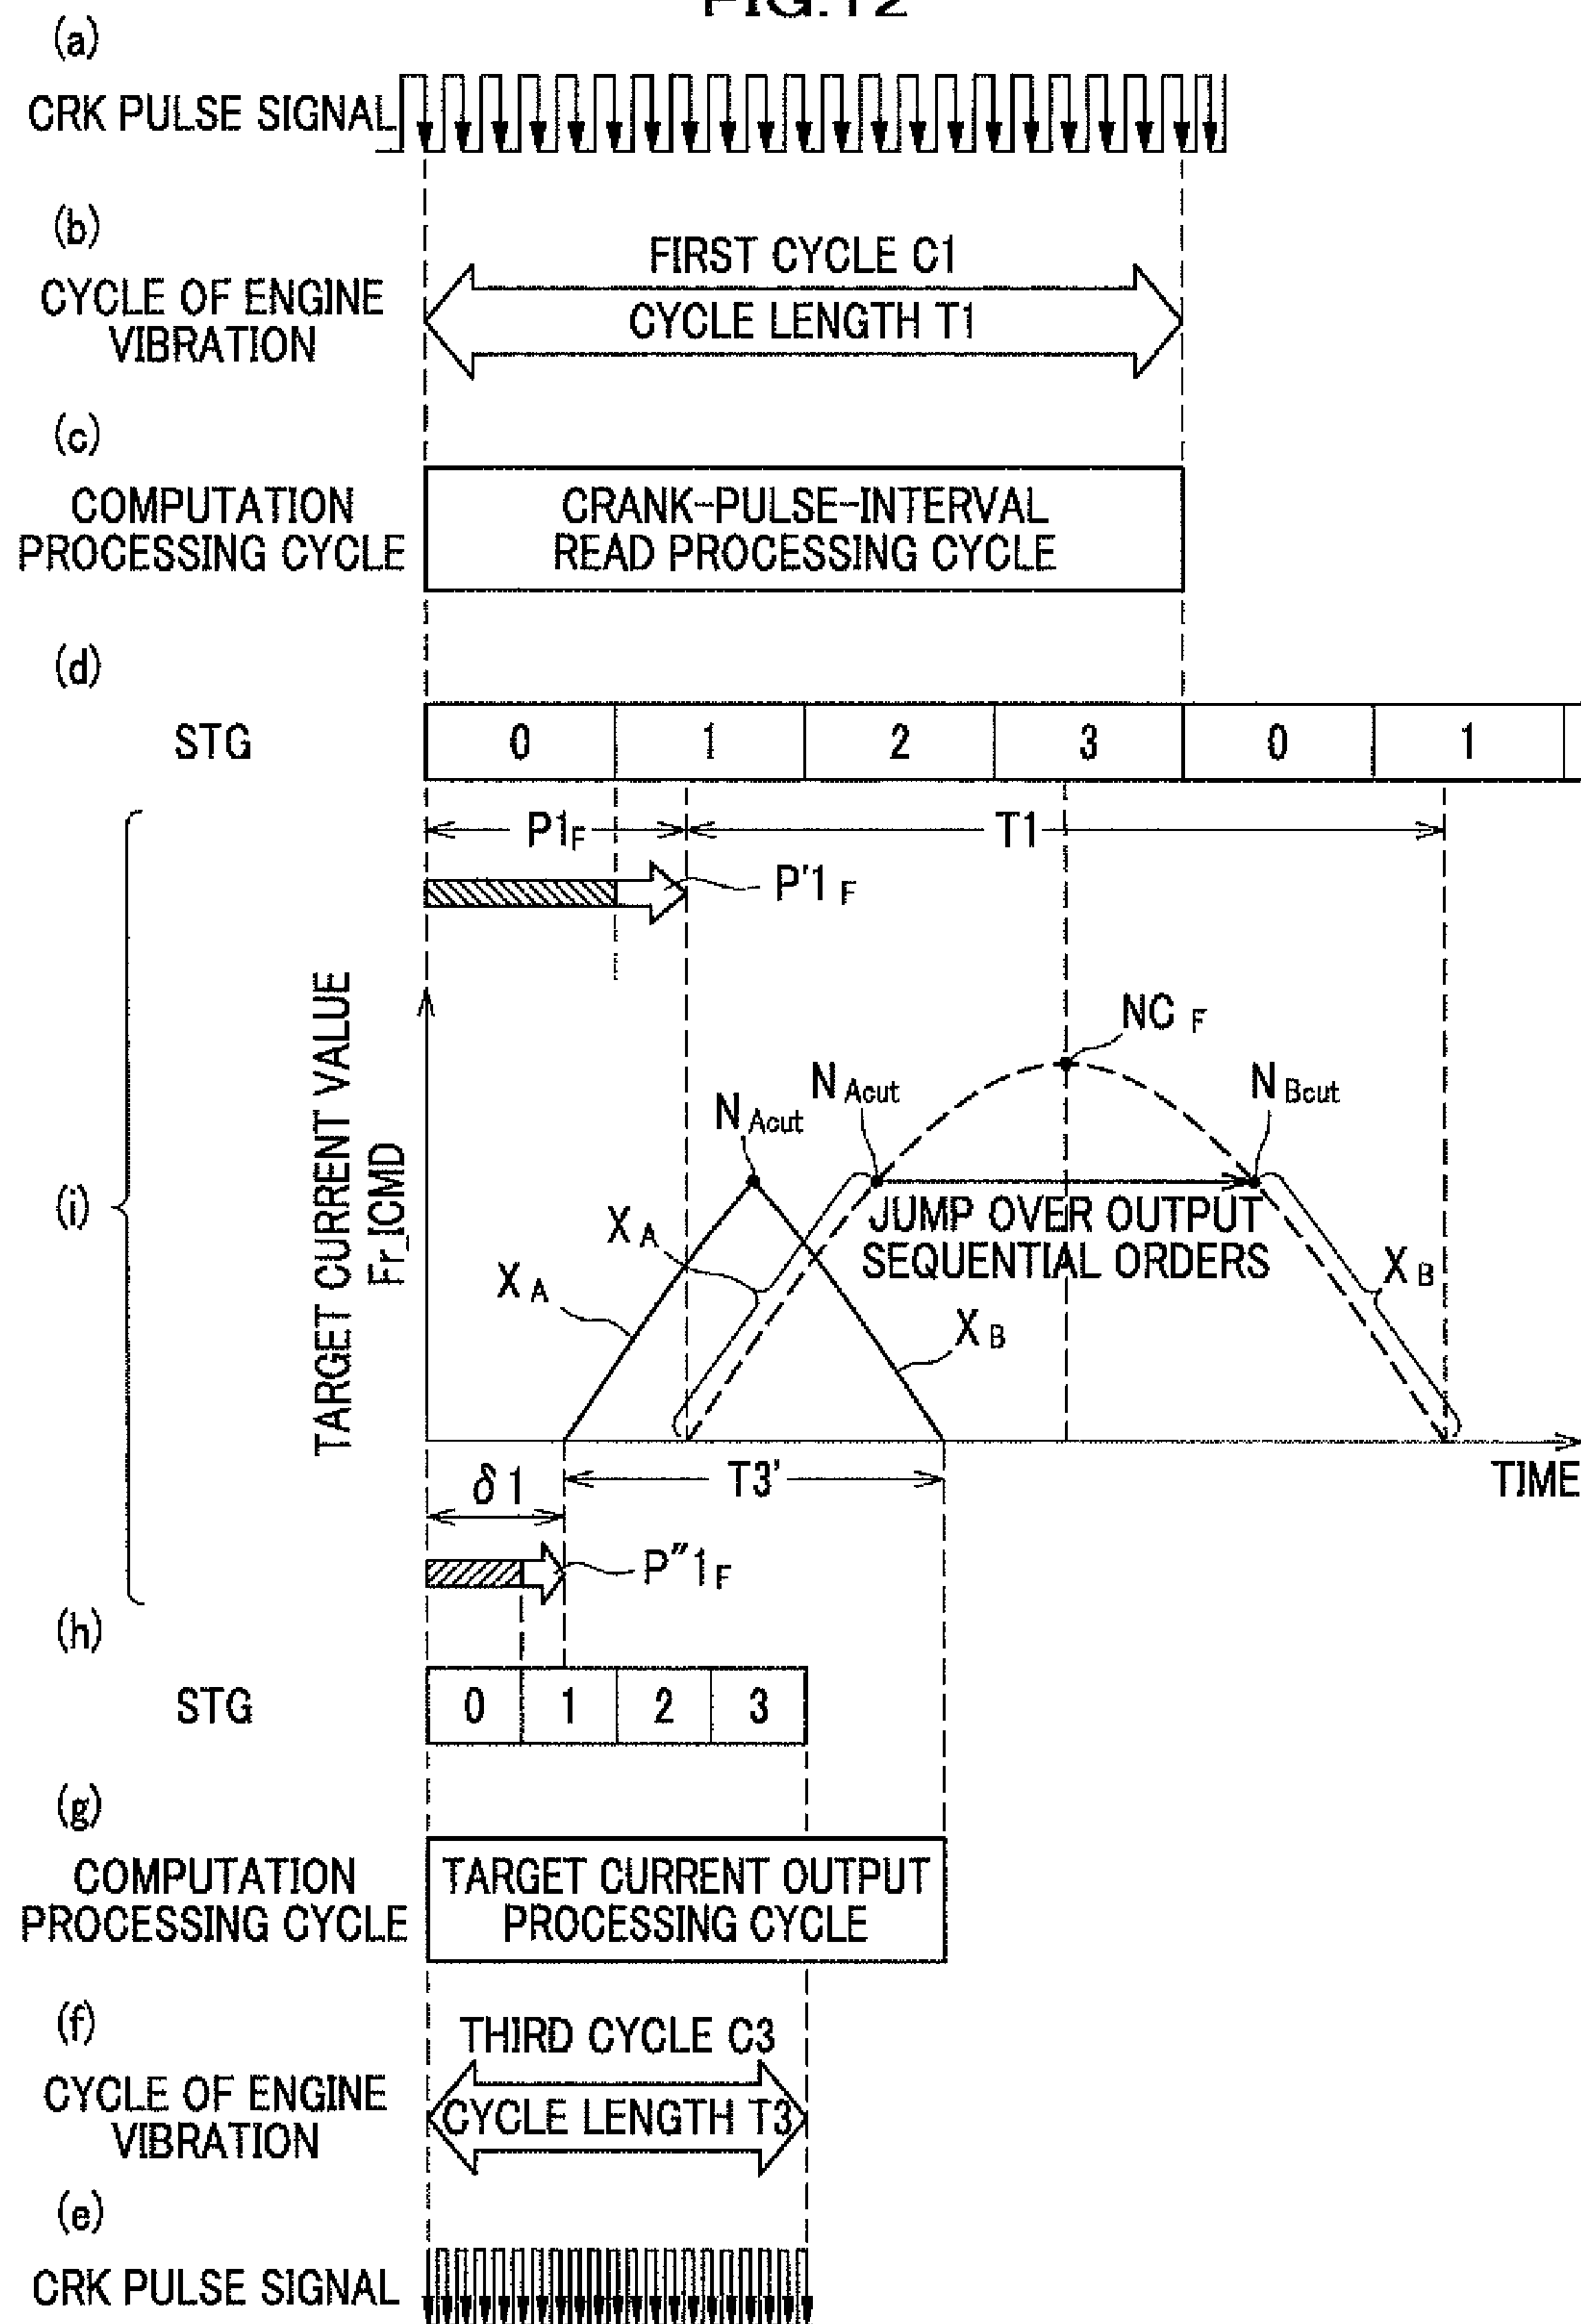 FIG.12
(a)
CRK PULSE SIGNAL
(b)
CYCLE OF ENGINE
VIBRATION
FIRST CYCLE C1
CYCLE LENGTH T1
(c)
COMPUTATION
PROCESSING CYCLE
CRANK-PULSE-INTERVAL
READ PROCESSING CYCLE
(d)
STG
0 1 2 3 0 1
P1F
T1
P'1F
(i)
TARGET CURRENT VALUE
Fr_ICMD
NCF
NAcut
NAcut
NBcut
JUMP OVER OUTPUT
SEQUENTIAL ORDERS
XA
XA
XB
XB
TIME
δ1
T3'
P"1F
(h)
STG
0 1 2 3
(g)
COMPUTATION
PROCESSING CYCLE
TARGET CURRENT OUTPUT
PROCESSING CYCLE
(f)
CYCLE OF ENGINE
VIBRATION
THIRD CYCLE C3
CYCLE LENGTH T3
(e)
CRK PULSE SIGNAL